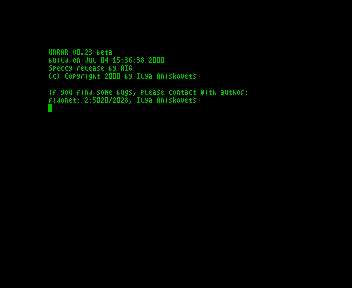 UNRAR v0.23 beta
build on Jul 04 15:36:38 2000
Speccy release by AIG
(c) Copyright 2000 by Ilya Aniskovets
If you find some bugs, please contact with author:
Fidonet: 2:5020/2028, Ilya Aniskovets